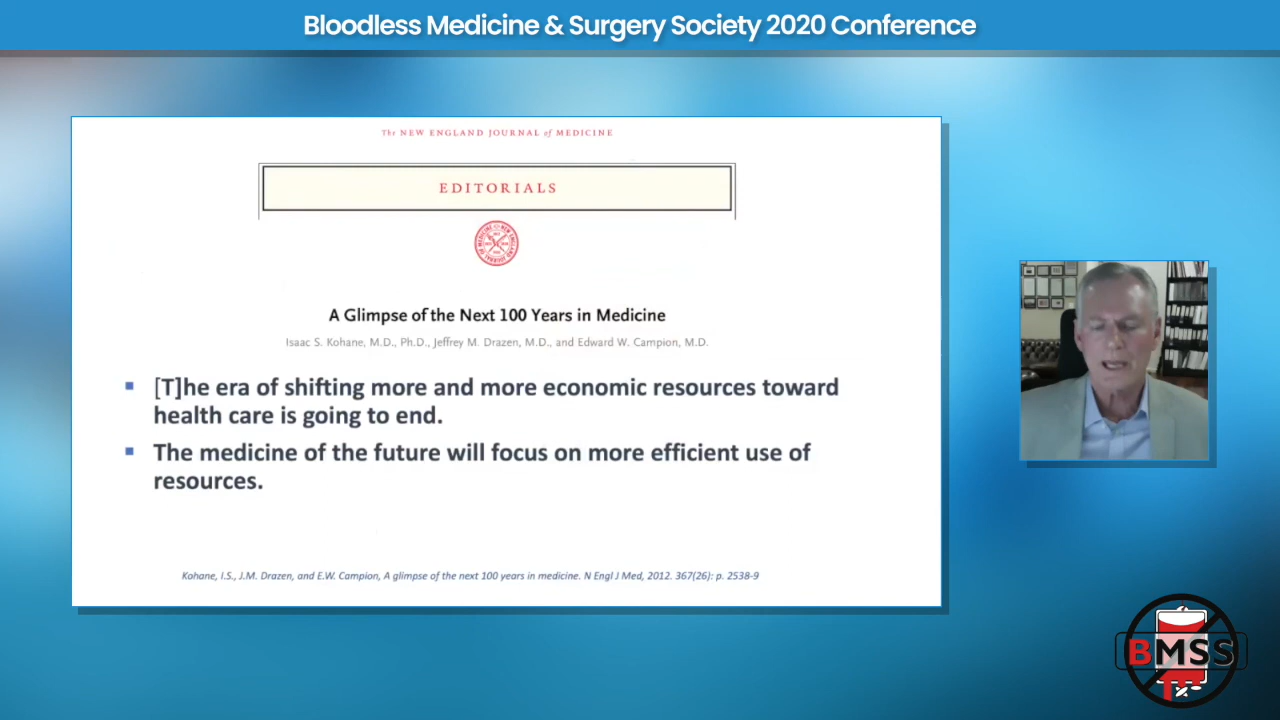 Bloodless Medicine & Surgery Society 2020 Conference
The NEW ENGLAND JOURNAL of MEDICINE
EDITORIALS
A Glimpse of the Next 100 Years in Medicine
Isaac S. Kohane, M.D., Ph.D., Jeffrey M. Drazen, M.D., and Edward W. Campion, M.D.
▪ [T]he era of shifting more and more economic resources toward
health care is going to end.
▪ The medicine of the future will focus on more efficient use of
resources.
Kohane, I.S., J.M. Drazen, and E.W. Campion, A glimpse of the next 100 years in medicine. N Engl J Med, 2012. 367(26): p. 2538-9
BMSS